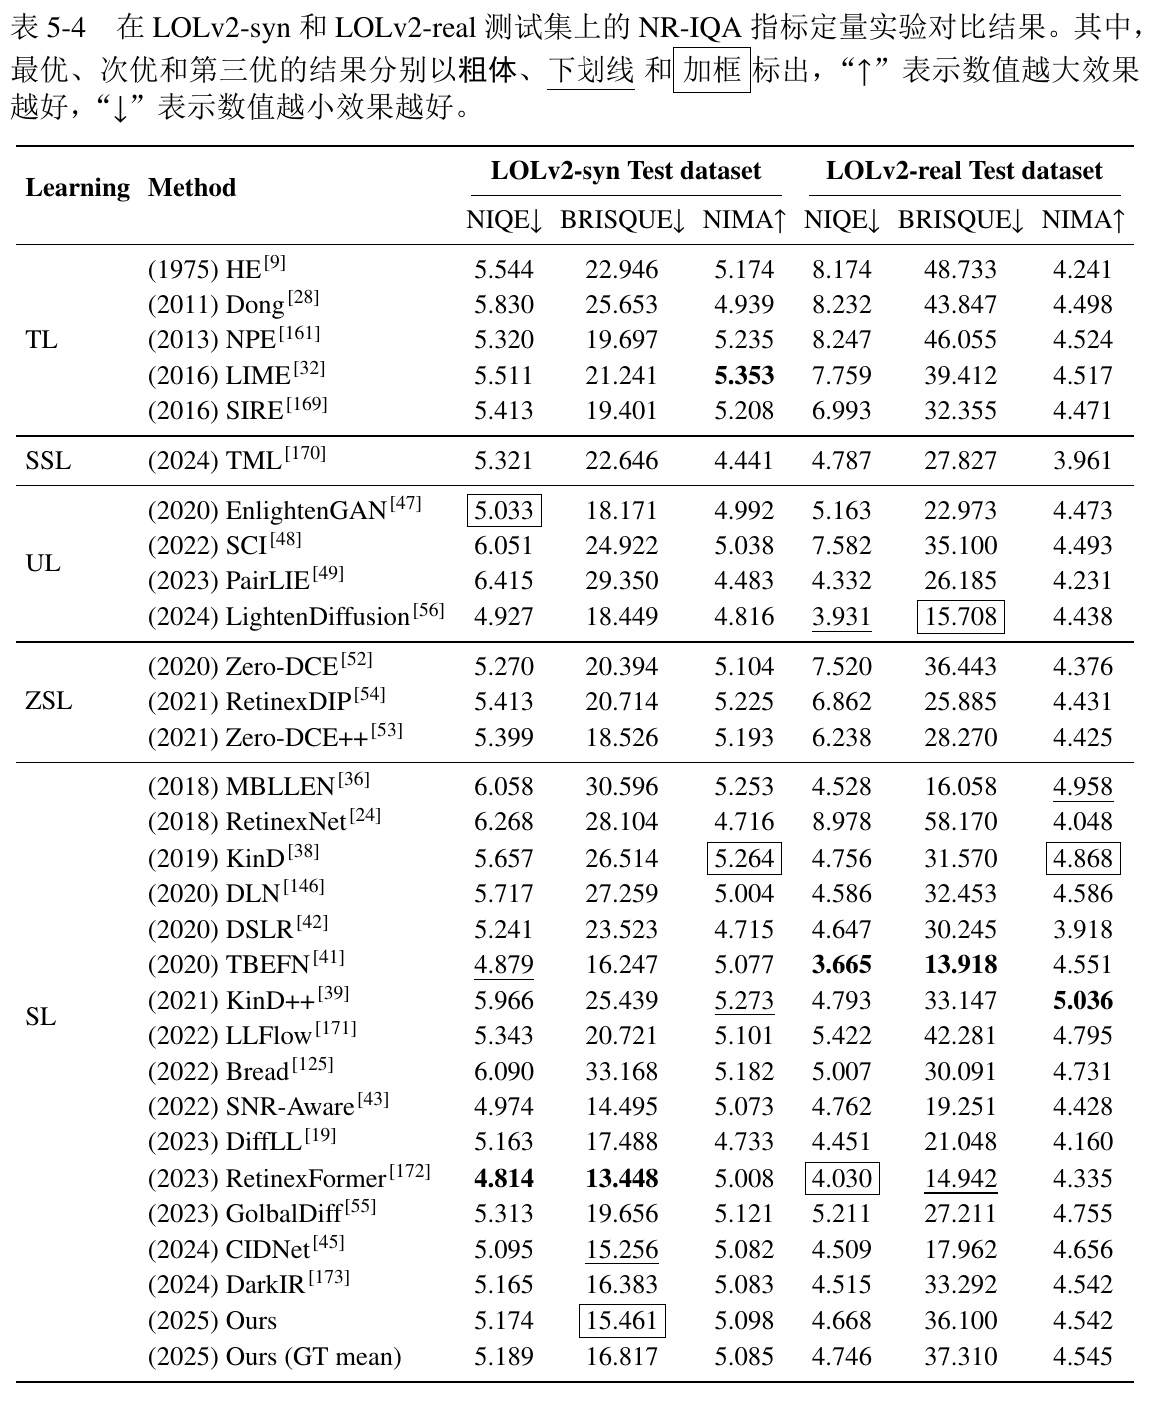 表 5-4 在 LOLv2-syn 和 LOLv2-real 测试集上的 NR-IQA 指标定量实验对比结果。其中，
最优、次优和第三优的结果分别以粗体、下划线 和 加框 标出，“↑”表示数值越大效果
越好，“↓”表示数值越小效果越好。
Learning Method LOLv2-syn Test dataset LOLv2-real Test dataset
NIQE↓ BRISQUE↓ NIMA↑ NIQE↓ BRISQUE↓ NIMA↑
(1975) HE[9] 5.544 22.946 5.174 8.174 48.733 4.241
(2011) Dong[28] 5.830 25.653 4.939 8.232 43.847 4.498
TL (2013) NPE[161] 5.320 19.697 5.235 8.247 46.055 4.524
(2016) LIME[32] 5.511 21.241 5.353 7.759 39.412 4.517
(2016) SIRE[169] 5.413 19.401 5.208 6.993 32.355 4.471
SSL (2024) TML[170] 5.321 22.646 4.441 4.787 27.827 3.961
(2020) EnlightenGAN[47] 5.033 18.171 4.992 5.163 22.973 4.473
(2022) SCI[48] 6.051 24.922 5.038 7.582 35.100 4.493
UL (2023) PairLIE[49] 6.415 29.350 4.483 4.332 26.185 4.231
(2024) LightenDiffusion[56] 4.927 18.449 4.816 3.931 15.708 4.438
(2020) Zero-DCE[52] 5.270 20.394 5.104 7.520 36.443 4.376
ZSL (2021) RetinexDIP[54] 5.413 20.714 5.225 6.862 25.885 4.431
(2021) Zero-DCE++[53] 5.399 18.526 5.193 6.238 28.270 4.425
(2018) MBLLEN[36] 6.058 30.596 5.253 4.528 16.058 4.958
(2018) RetinexNet[24] 6.268 28.104 4.716 8.978 58.170 4.048
(2019) KinD[38] 5.657 26.514 5.264 4.756 31.570 4.868
(2020) DLN[146] 5.717 27.259 5.004 4.586 32.453 4.586
(2020) DSLR[42] 5.241 23.523 4.715 4.647 30.245 3.918
(2020) TBEFN[41] 4.879 16.247 5.077 3.665 13.918 4.551
(2021) KinD++[39] 5.966 25.439 5.273 4.793 33.147 5.036
SL (2022) LLFlow[171] 5.343 20.721 5.101 5.422 42.281 4.795
(2022) Bread[125] 6.090 33.168 5.182 5.007 30.091 4.731
(2022) SNR-Aware[43] 4.974 14.495 5.073 4.762 19.251 4.428
(2023) DiffLL[19] 5.163 17.488 4.733 4.451 21.048 4.160
(2023) RetinexFormer[172] 4.814 13.448 5.008 4.030 14.942 4.335
(2023) GolbalDiff[55] 5.313 19.656 5.121 5.211 27.211 4.755
(2024) CIDNet[45] 5.095 15.256 5.082 4.509 17.962 4.656
(2024) DarkIR[173] 5.165 16.383 5.083 4.515 33.292 4.542
(2025) Ours 5.174 15.461 5.098 4.668 36.100 4.542
(2025) Ours (GT mean) 5.189 16.817 5.085 4.746 37.310 4.545